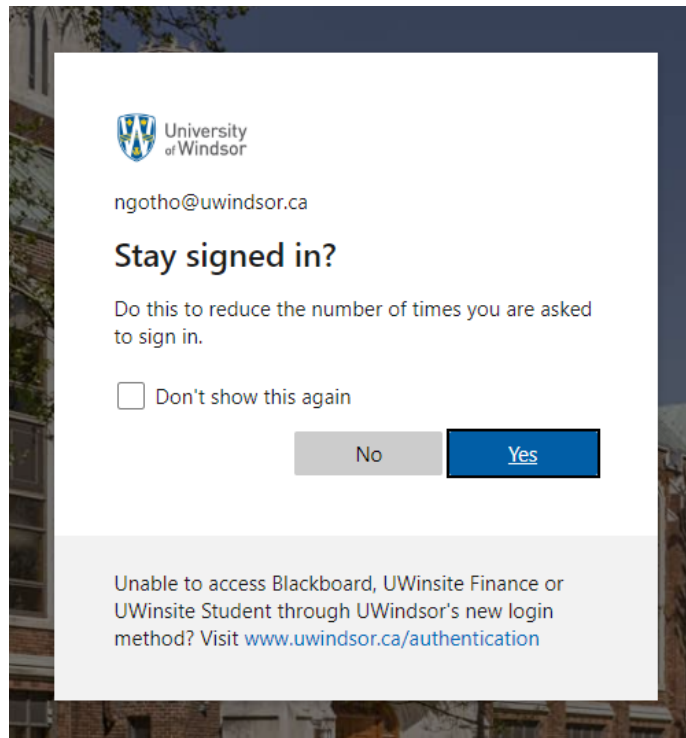 University
of Windsor
ngotho@uwindsor.ca
Stay signed in?
Do this to reduce the number of times you are asked
to sign in.
Don't show this again
No
Yes
Unable to access Blackboard, UWinsite Finance or
UWinsite Student through UWindsor's new login
method? Visit www.uwindsor.ca/authentication